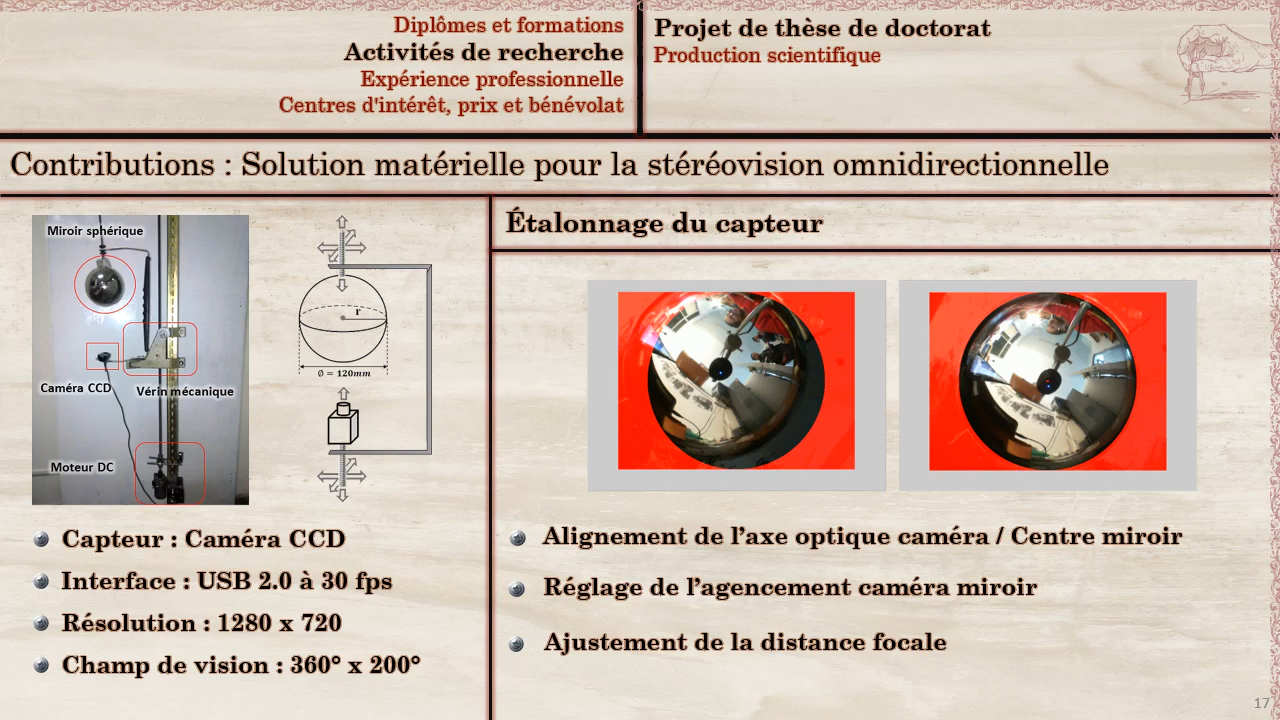 Diplômes et formations
Activités de recherche
Expérience professionnelle
Centres d'intérêt, prix et bénévolat
Projet de thèse de doctorat
Production scientifique
Contributions : Solution matérielle pour la stéréovision omnidirectionnelle
Miroir sphérique
Caméra CCD
Vérin mécanique
Moteur DC
r
Ø = 120mm
Capteur : Caméra CCD
Interface : USB 2.0 à 30 fps
Résolution : 1280 x 720
Champ de vision : 360° x 200°
Étalonnage du capteur
Alignement de l’axe optique caméra / Centre miroir
Réglage de l’agencement caméra miroir
Ajustement de la distance focale
17